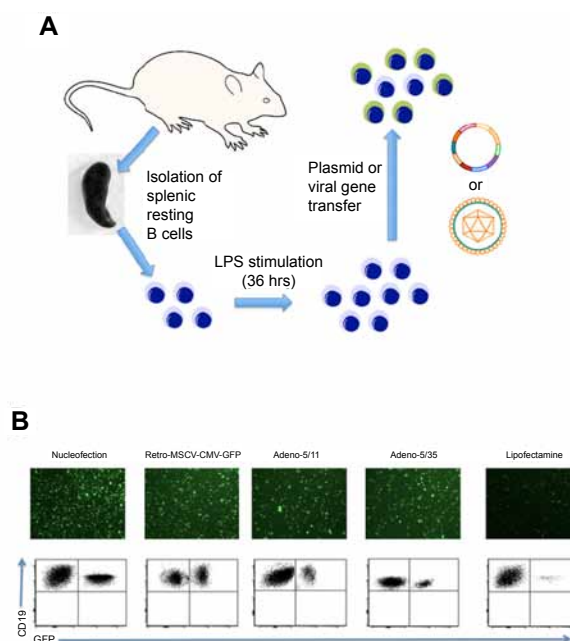 A
Isolation of
splenic
resting
B cells
LPS stimulation
(36 hrs)
Plasmid or
viral gene
transfer
or
B
Nucleofection
Retro-MSCV-CMV-GFP
Adeno-5/11
Adeno-5/35
Lipofectamine
CD19
GFP